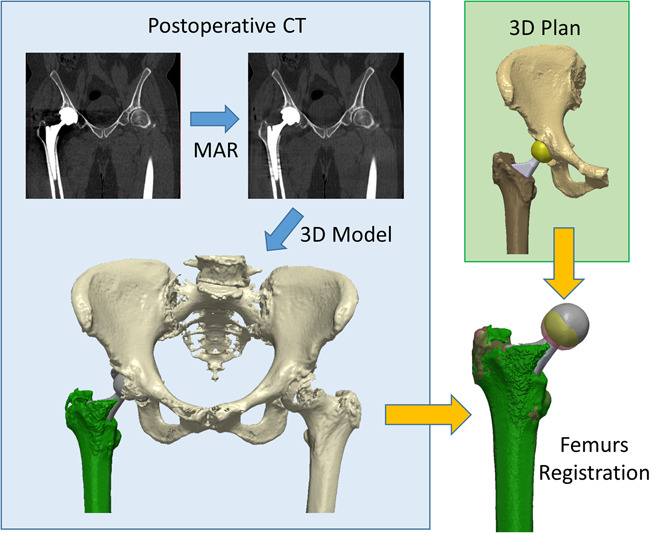 Postoperative CT
MAR
3D Model
3D Plan
Femurs
Registration